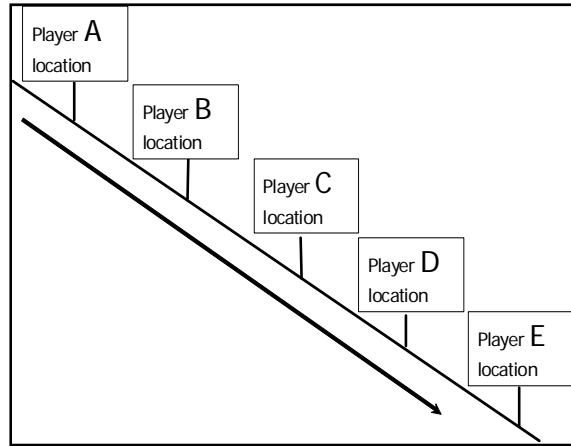 Player A
location
Player B
location
Player C
location
Player D
location
Player E
location